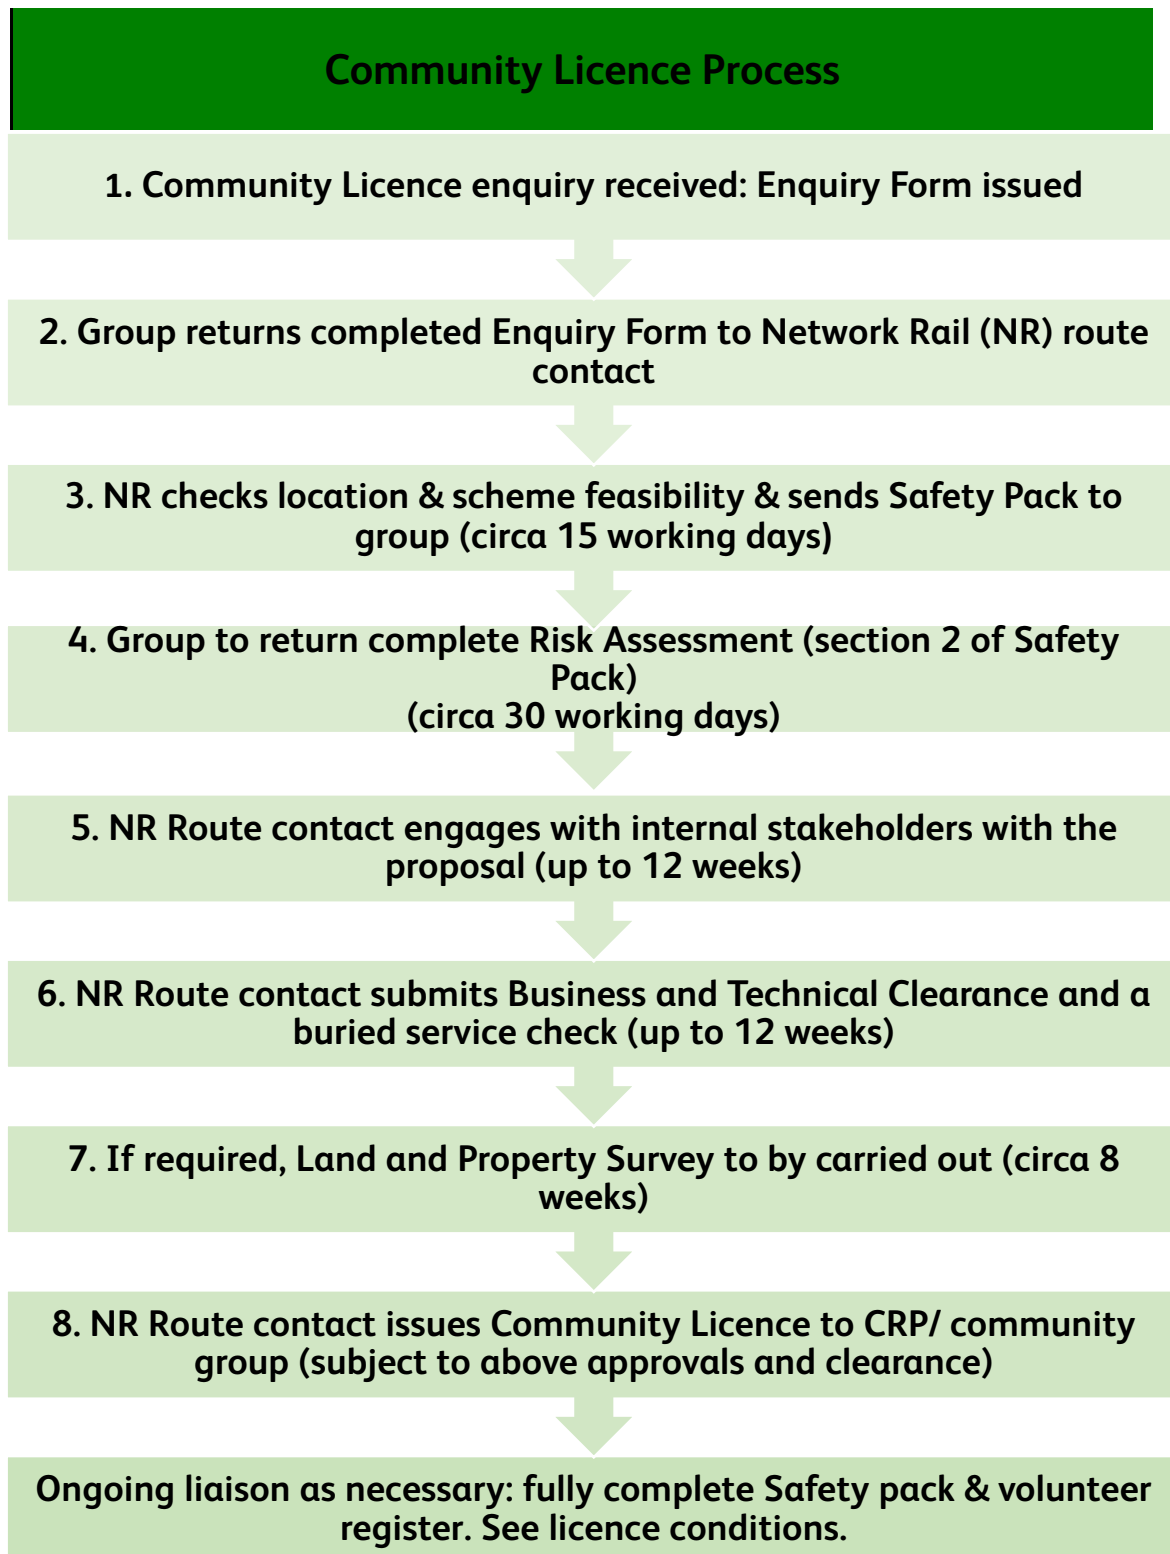 Community Licence Process
1. Community Licence enquiry received: Enquiry Form issued
2. Group returns completed Enquiry Form to Network Rail (NR) route
contact
3. NR checks location & scheme feasibility & sends Safety Pack to
group (circa 15 working days)
4. Group to return complete Risk Assessment (section 2 of Safety
Pack)
(circa 30 working days)
5. NR Route contact engages with internal stakeholders with the
proposal (up to 12 weeks)
6. NR Route contact submits Business and Technical Clearance and a
buried service check (up to 12 weeks)
7. If required, Land and Property Survey to by carried out (circa 8
weeks)
8. NR Route contact issues Community Licence to CRP/ community
group (subject to above approvals and clearance)
Ongoing liaison as necessary: fully complete Safety pack & volunteer
register. See licence conditions.